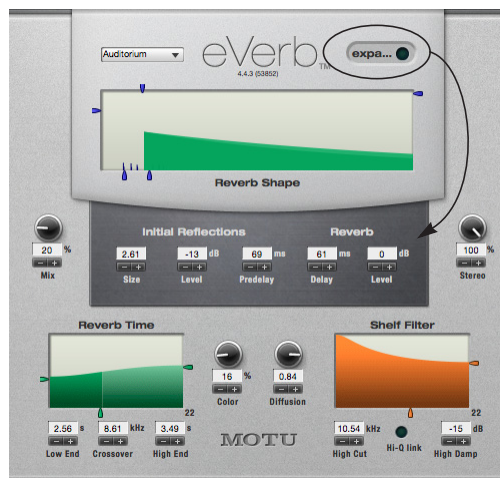 Auditorium
eVerb TM
expa...
4.4.3 (53852)
Reverb Shape
Initial Reflections Reverb
20 % 2.61 -13 dB 69 ms 61 ms 0 dB 100 %
Mix Size Level Predelay Delay Level Stereo
Reverb Time Shelf Filter
16 % 0.84
Color Diffusion
22 22
2.56 s 8.61 kHz 3.49 s MOTU 10.54 kHz Hi-Q link -15 dB
Low End Crossover High End High Cut High Damp